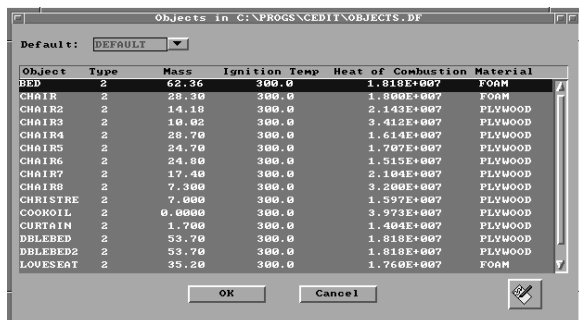 Objects in C:\PROGS\CEDIT\OBJECTS.DF
Default: DEFAULT
Object Type Mass Ignition Temp Heat of Combustion Material
BED 2 62.36 300.0 1.818E+007 FOAM
CHAIR 2 28.30 300.0 1.800E+007 FOAM
CHAIR2 2 14.18 300.0 2.143E+007 PLYWOOD
CHAIR3 2 10.02 300.0 3.412E+007 PLYWOOD
CHAIR4 2 28.70 300.0 1.614E+007 PLYWOOD
CHAIR5 2 24.70 300.0 1.707E+007 PLYWOOD
CHAIR6 2 24.80 300.0 1.515E+007 PLYWOOD
CHAIR7 2 17.40 300.0 2.104E+007 PLYWOOD
CHAIR8 2 7.300 300.0 3.200E+007 PLYWOOD
CHRISTRE 2 7.000 300.0 1.597E+007 PLYWOOD
COOKOIL 2 0.0000 300.0 3.973E+007 PLYWOOD
CURTAIN 2 1.700 300.0 1.404E+007 PLYWOOD
DBLEBED 2 53.70 300.0 1.818E+007 PLYWOOD
DBLEBED2 2 53.70 300.0 1.818E+007 PLYWOOD
LOVESEAT 2 35.20 300.0 1.760E+007 FOAM
OK Cancel